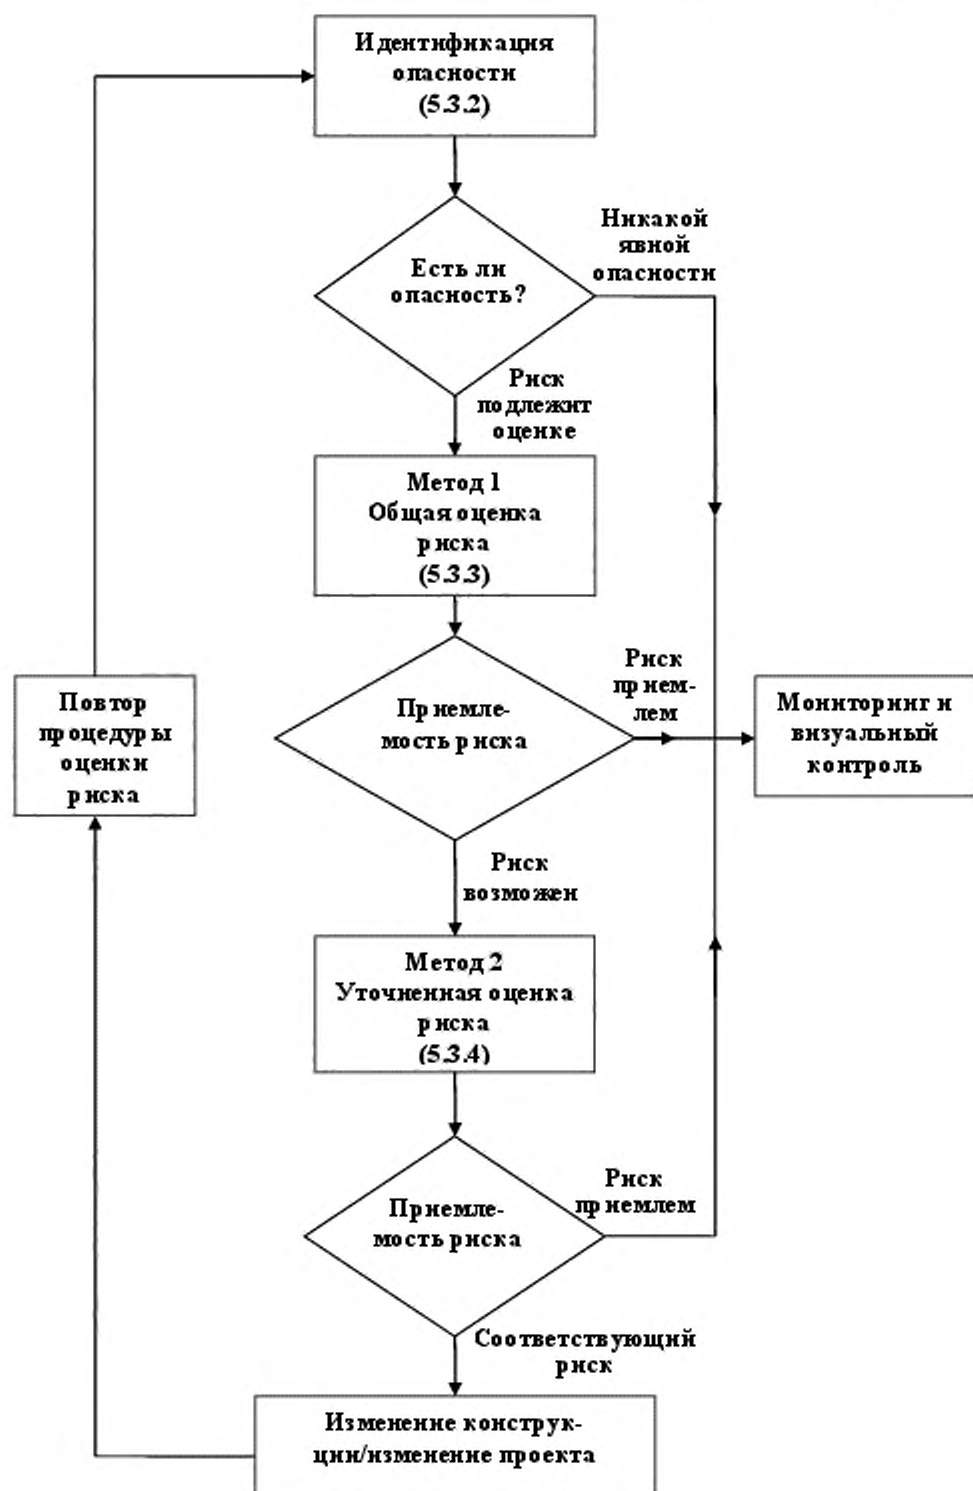 Идентификация
опасности
(5.3.2)
Никакой
явной
опасности
Есть ли
опасность?
Риск
подлежит
оценке
Метод 1
Общая оценка
риска
(5.3.3)
Риск
прием-
лем
Приемле-
мость риска
Повтор
процедуры
оценки
риска
Мониторинг и
визуальный
контроль
Риск
возможен
Метод 2
Уточненная оценка
риска
(5.3.4)
Риск
приемлем
Приемле-
мость риска
Соответствующий
риск
Изменение конструк-
ции/изменение проекта